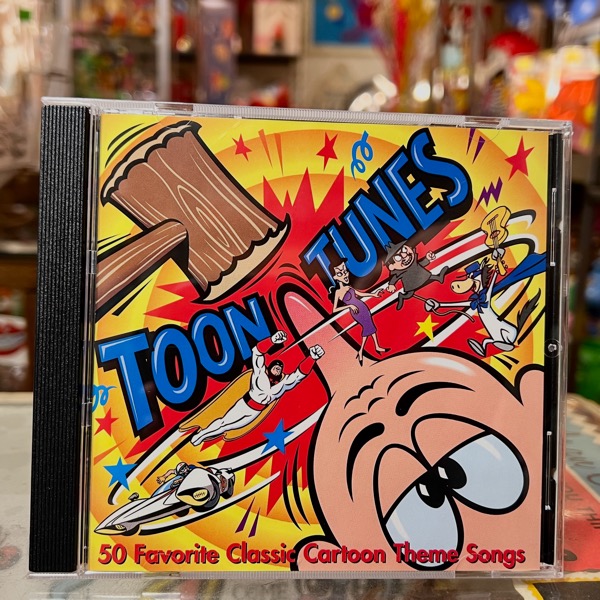 TOON TUNES
50 Favorite Classic Cartoon Theme Songs